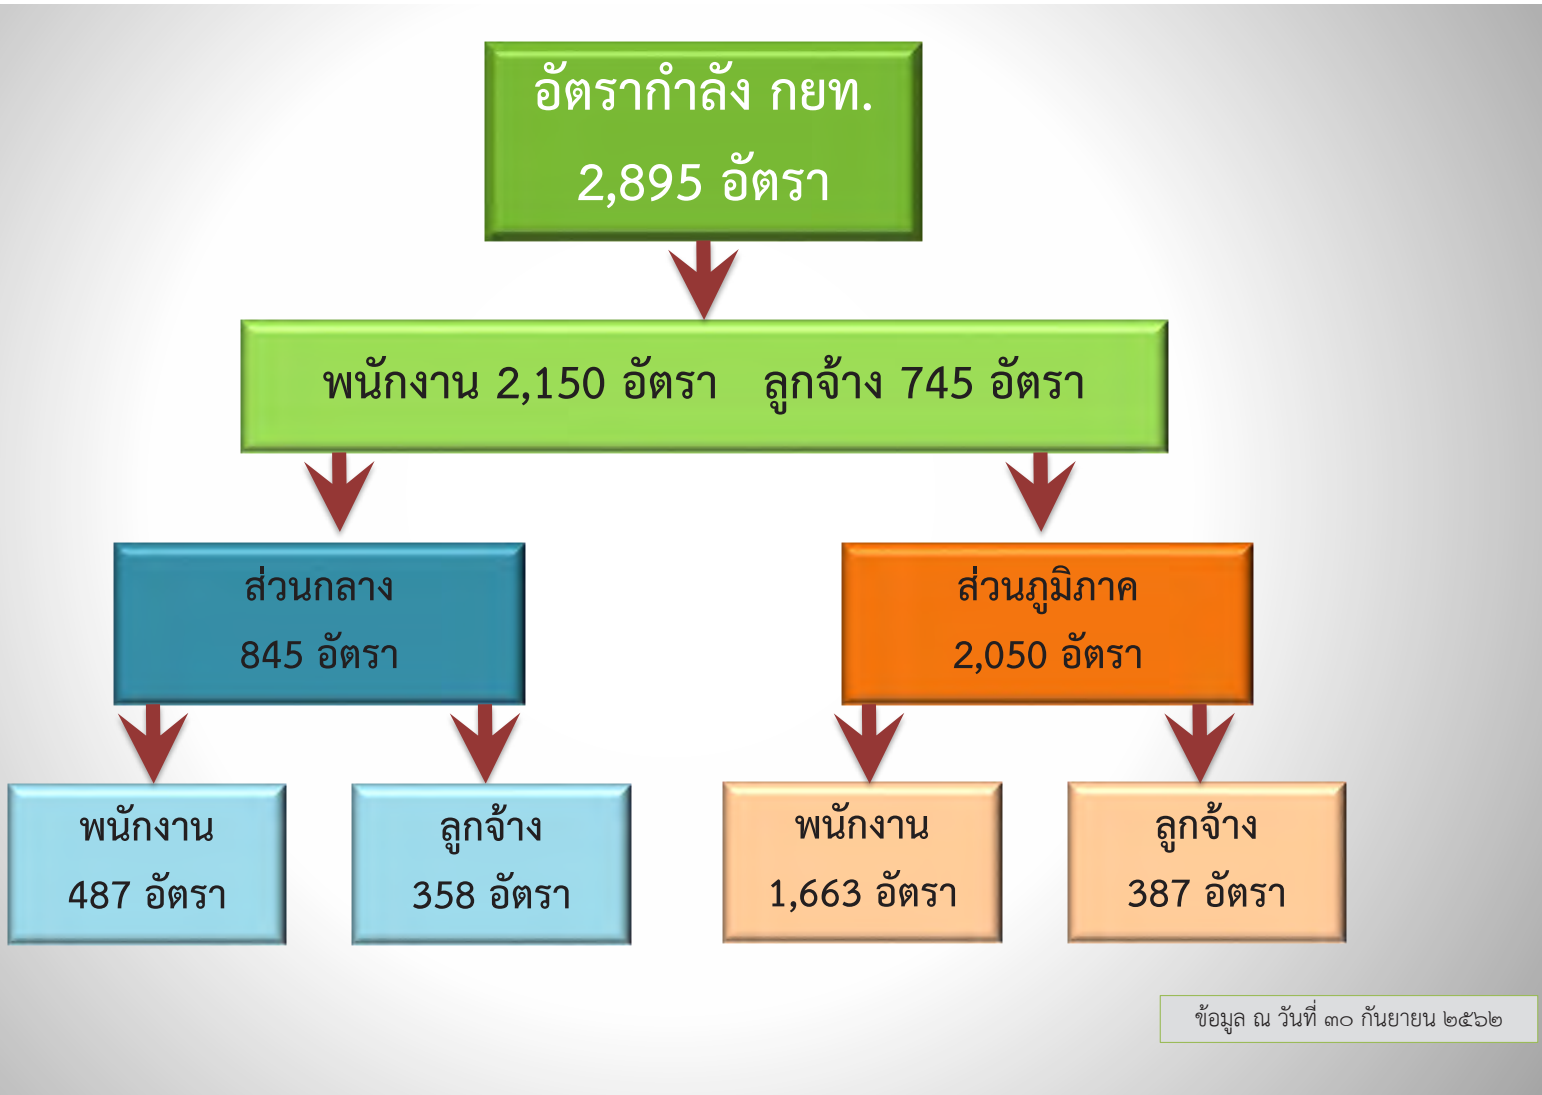 อัตรากำลัง กยท.
2,895 อัตรา
พนักงาน 2,150 อัตรา ลูกจ้าง 745 อัตรา
ส่วนกลาง
845 อัตรา
ส่วนภูมิภาค
2,050 อัตรา
พนักงาน
487 อัตรา
ลูกจ้าง
358 อัตรา
พนักงาน
1,663 อัตรา
ลูกจ้าง
387 อัตรา
ข้อมูล ณ วันที่ ๓๐ กันยายน ๒๕๖๒